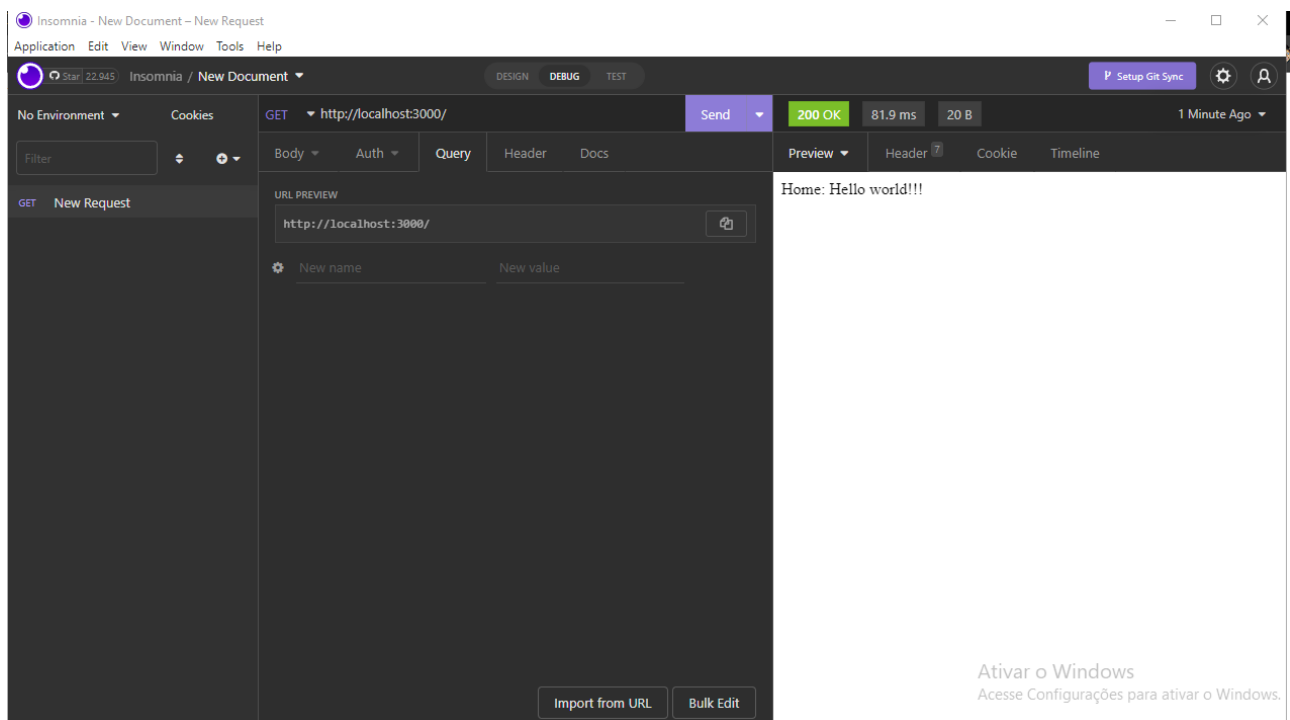 Insomnia - New Document – New Request
Application Edit View Window Tools Help
Star 22.945 Insomnia / New Document DESIGN DEBUG TEST Setup Git Sync
No Environment Cookies GET http://localhost:3000/ Send 200 OK 81.9 ms 20 B 1 Minute Ago
Filter Body Auth Query Header Docs Preview Header 7 Cookie Timeline
GET New Request
URL PREVIEW
http://localhost:3000/
New name New value
Home: Hello world!!!
Import from URL Bulk Edit
Ativar o Windows
Acesse Configurações para ativar o Windows.